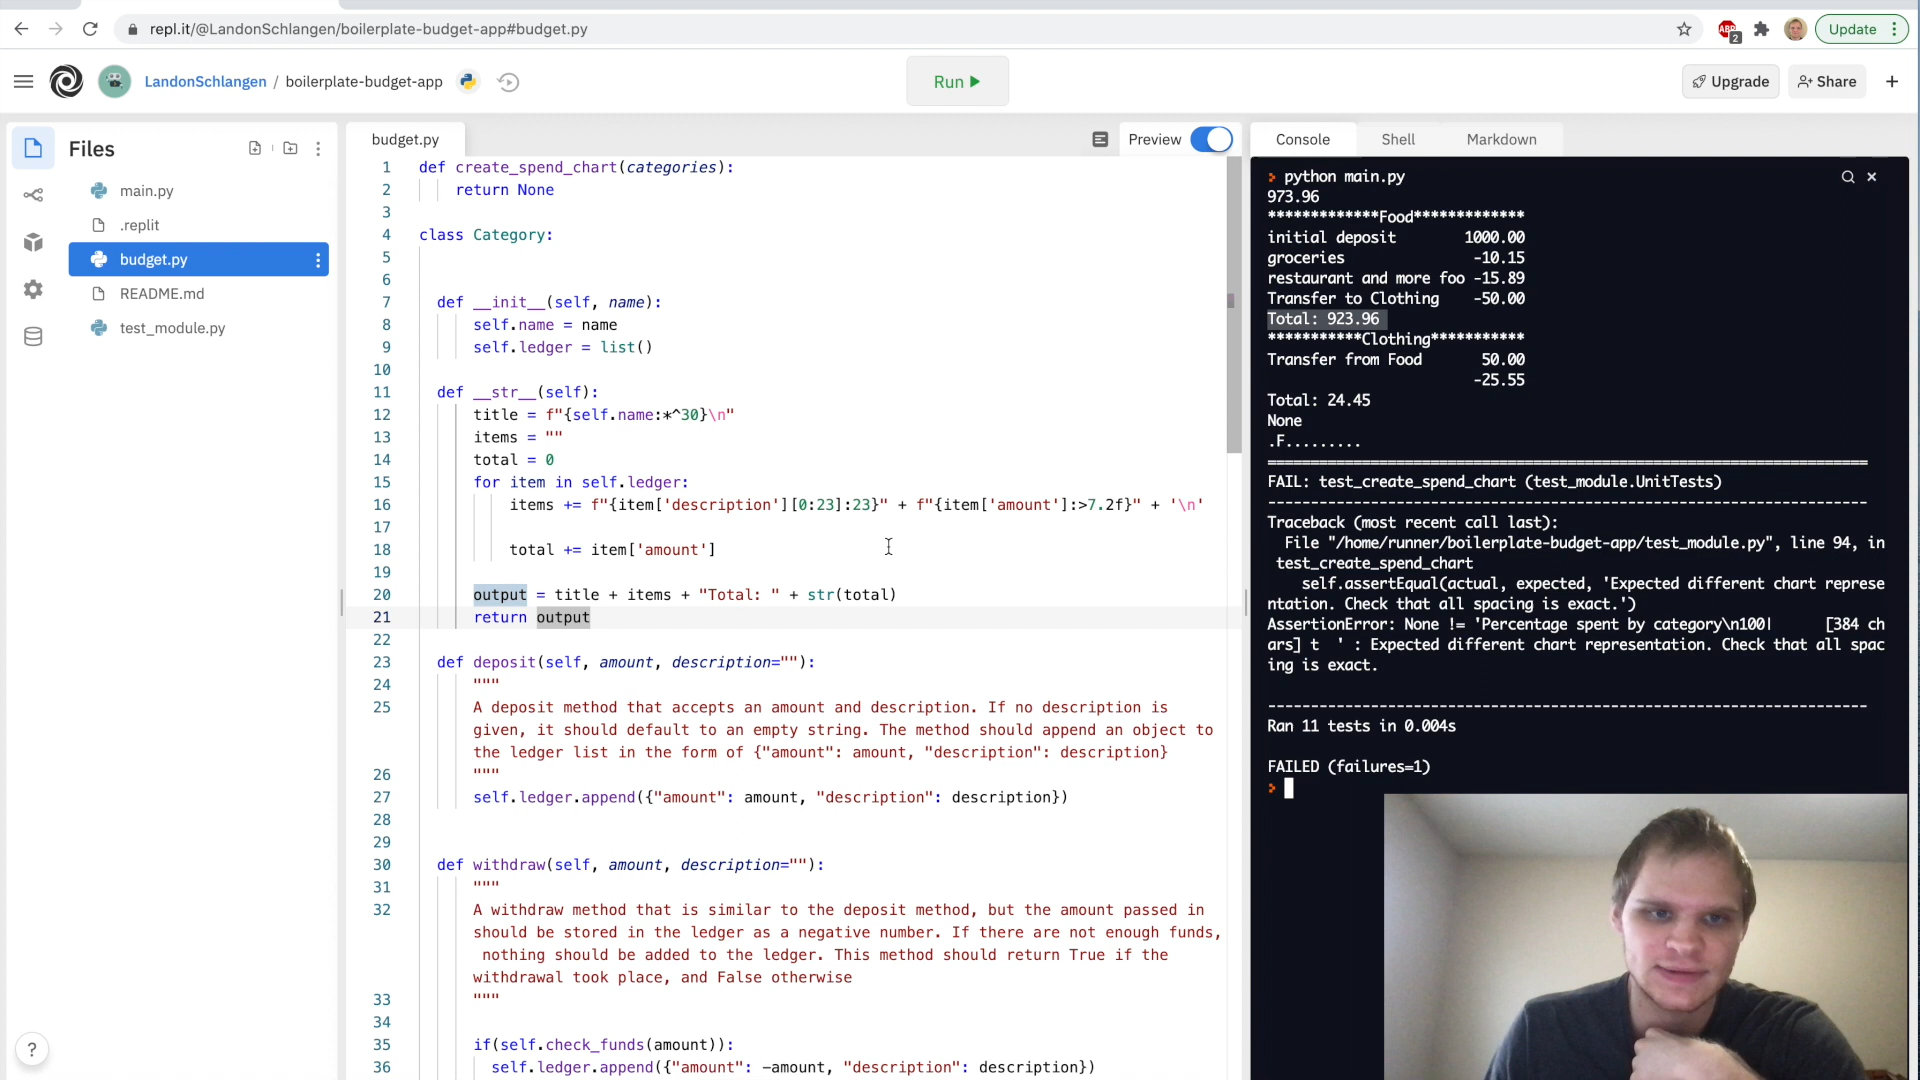 repl.it/@LandonSchlangen/boilerplate-budget-app#budget.py
ABP
2
Update
LandonSchlangen / boilerplate-budget-app
Run
Upgrade
Share
+
Files
main.py
.replit
budget.py
README.md
test_module.py
?
budget.py
Preview
1 def create_spend_chart(categories):
2 return None
3
4 class Category:
5
6
7 def __init__(self, name):
8 self.name = name
9 self.ledger = list()
10
11 def __str__(self):
12 title = f"{self.name:*^30}\n"
13 items = ""
14 total = 0
15 for item in self.ledger:
16 items += f"{item['description'][0:23]:23}" + f"{item['amount']:>7.2f}" + '\n'
17
18 total += item['amount']
19
20 output = title + items + "Total: " + str(total)
21 return output
22
23 def deposit(self, amount, description=""):
24 """
25 A deposit method that accepts an amount and description. If no description is
given, it should default to an empty string. The method should append an object to
the ledger list in the form of {"amount": amount, "description": description}
26 """
27 self.ledger.append({"amount": amount, "description": description})
28
29
30 def withdraw(self, amount, description=""):
31 """
32 A withdraw method that is similar to the deposit method, but the amount passed in
should be stored in the ledger as a negative number. If there are not enough funds,
nothing should be added to the ledger. This method should return True if the
withdrawal took place, and False otherwise
33 """
34
35 if(self.check_funds(amount)):
36 self.ledger.append({"amount": -amount, "description": description})
Console Shell Markdown
python main.py
973.96
*************Food*************
initial deposit 1000.00
groceries -10.15
restaurant and more foo -15.89
Transfer to Clothing -50.00
Total: 923.96
***********Clothing***********
Transfer from Food 50.00
-25.55
Total: 24.45
None
.F.........
======================================================================
FAIL: test_create_spend_chart (test_module.UnitTests)
----------------------------------------------------------------------
Traceback (most recent call last):
File "/home/runner/boilerplate-budget-app/test_module.py", line 94, in
test_create_spend_chart
self.assertEqual(actual, expected, 'Expected different chart represe
ntation. Check that all spacing is exact.')
AssertionError: None != 'Percentage spent by category\n100| [384 ch
ars] t ' : Expected different chart representation. Check that all spac
ing is exact.
----------------------------------------------------------------------
Ran 11 tests in 0.004s
FAILED (failures=1)